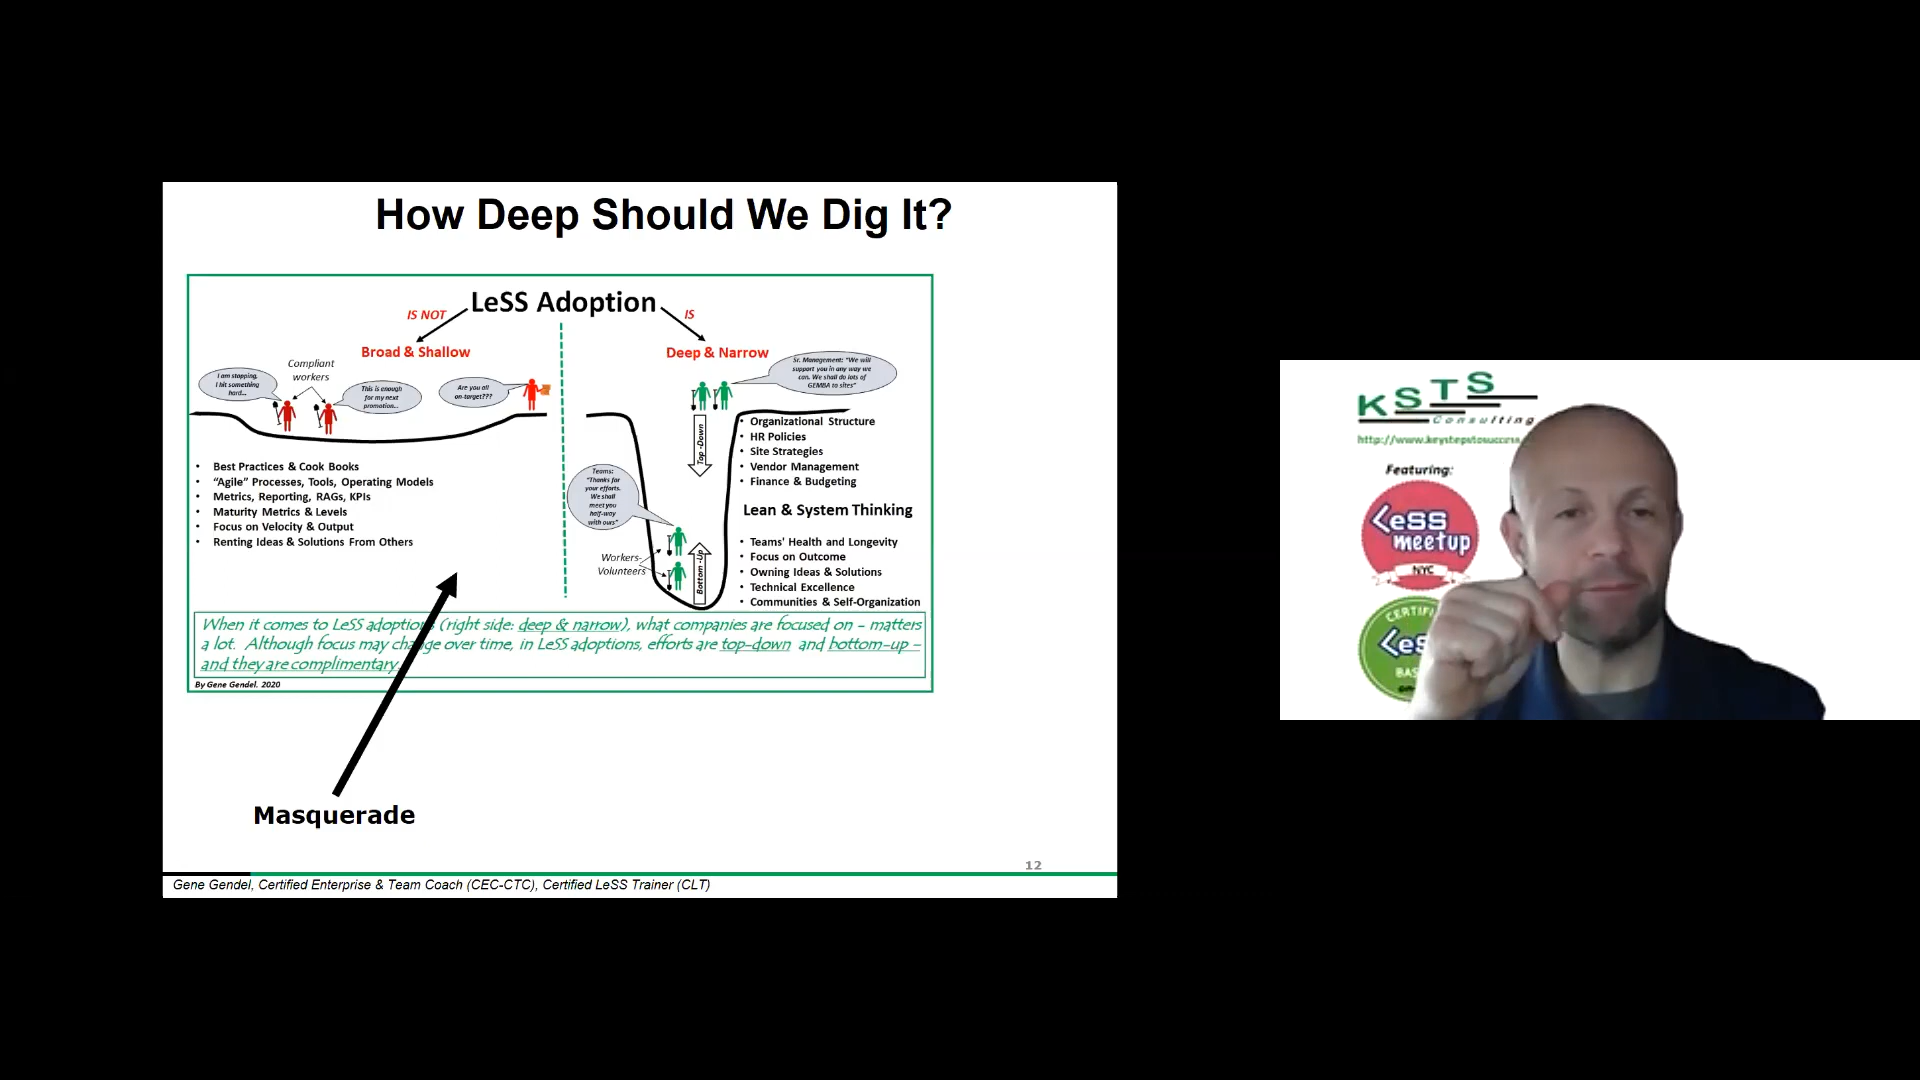 How Deep Should We Dig It?
LeSS Adoption
IS NOT
IS
Broad & Shallow
Deep & Narrow
I am stopping,
I hit something
hard...
Compliant
workers
This is enough
for my next
promotion...
Are you all
on-target???
Sr. Management: "We will
support you in any way we
can. We shall do lots of
GEMBA to sites"
• Best Practices & Cook Books
• “Agile” Processes, Tools, Operating Models
• Metrics, Reporting, RAGs, KPIs
• Maturity Metrics & Levels
• Focus on Velocity & Output
• Renting Ideas & Solutions From Others
Top -Down
Teams:
"Thanks for
your efforts.
We shall
meet you
half-way
with ours"
Workers-
Volunteers
Bottom -Up
• Organizational Structure
• HR Policies
• Site Strategies
• Vendor Management
• Finance & Budgeting
Lean & System Thinking
• Teams' Health and Longevity
• Focus on Outcome
• Owning Ideas & Solutions
• Technical Excellence
• Communities & Self-Organization
When it comes to LeSS adoptions (right side: deep & narrow), what companies are focused on – matters
a lot. Although focus may change over time, in LeSS adoptions, efforts are top-down and bottom-up –
and they are complimentary.
By Gene Gendel. 2020
Masquerade
12
Gene Gendel, Certified Enterprise & Team Coach (CEC-CTC), Certified LeSS Trainer (CLT)
KSTS
Consulting
http://www.keystepstosuccess.
Featuring:
LeSS
meetup
NYC
CERTIFI
LeS
BAS